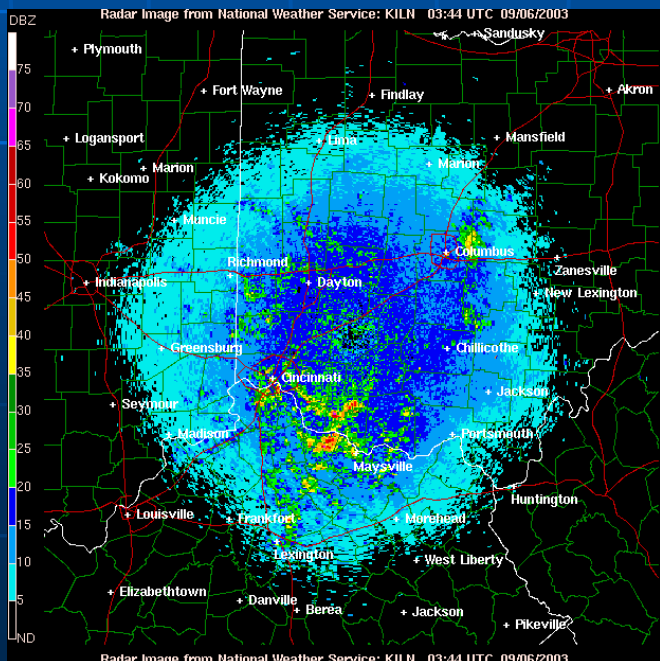 Radar Image from National Weather Service: KILN 03:44 UTC 09/06/2003
DBZ
Sandusky
Plymouth
75
Fort Wayne
Findlay
Akron
70
Logansport
Lima
Mansfield
65
Marion
Marion
Kokomo
60
Muncie
55
Columbus
Richmond
Zanesville
50
Indianapolis
Dayton
New Lexington
45
40
Greensburg
Chillicothe
35
Cincinnati
Jackson
30
Seymour
Madison
Portsmouth
25
Maysville
20
Huntington
15
Louisville
Frankfort
Morehead
Lexington
10
West Liberty
5
Elizabethtown
Danville
Berea
Jackson
Pikeville
ND
Radar Image from National Weather Service: KILN 03:44 UTC 09/06/2003